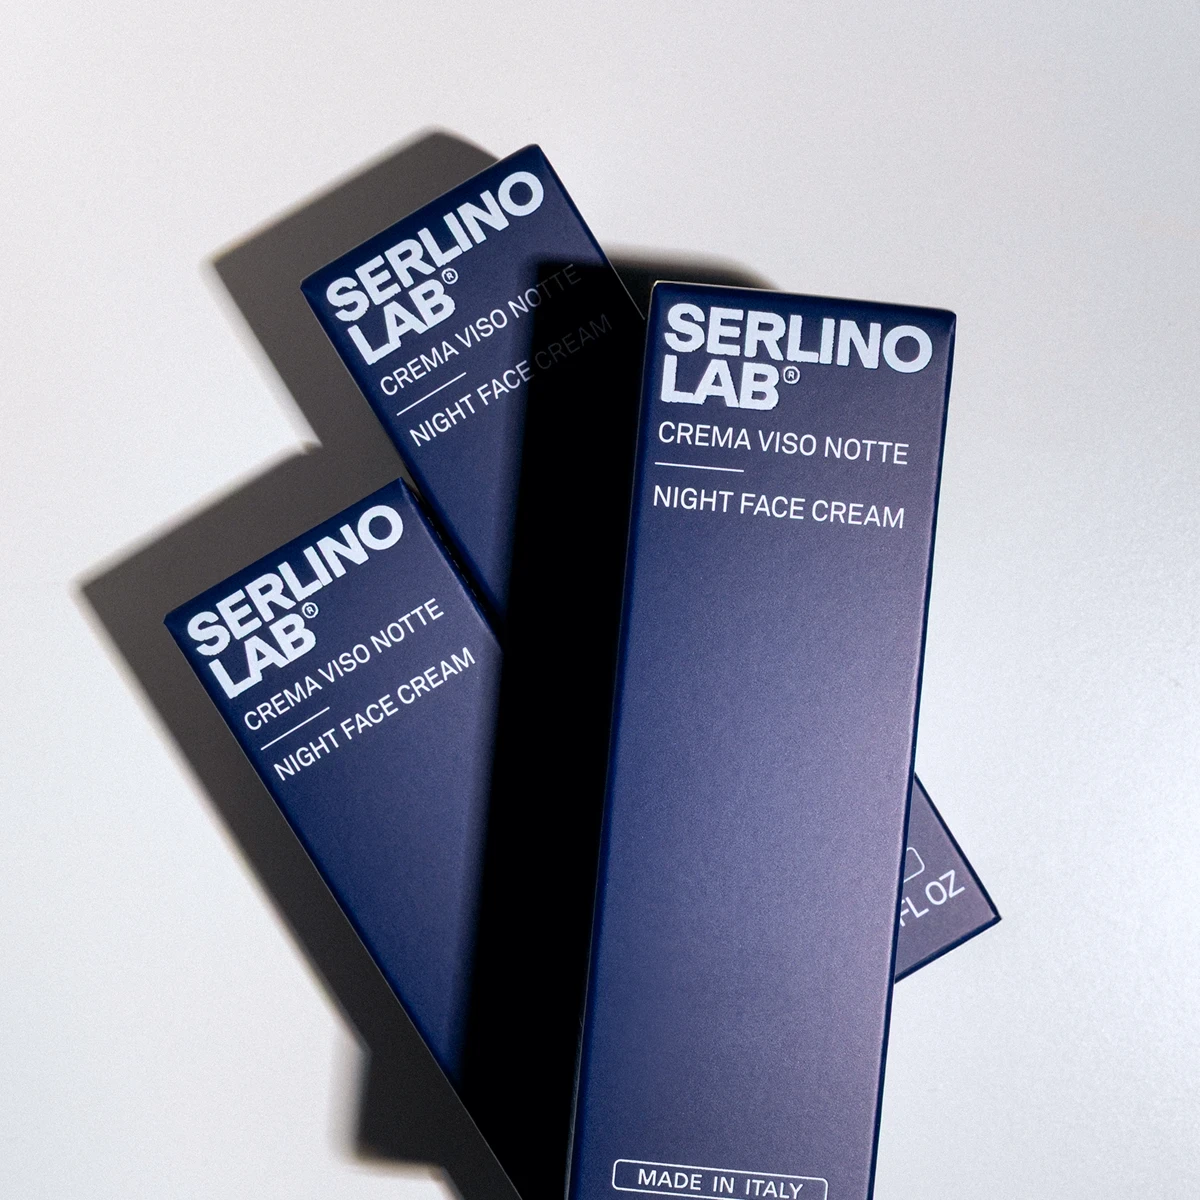 SERLINO
LAB®
CREMA VISO NOTTE
NIGHT FACE CREAM
SERLINO
LAB®
CREMA VISO NOTTE
NIGHT FACE CREAM
SERLINO
LAB®
CREMA VISO NOTTE
NIGHT FACE CREAM
FL OZ
MADE IN ITALY